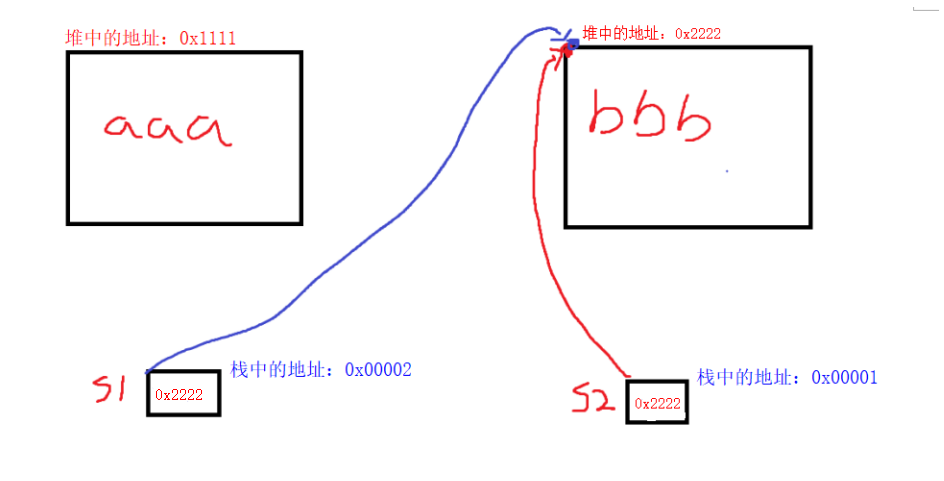 堆中的地址：0x1111
堆中的地址：0x2222
aaa
bbb
栈中的地址：0x00002
S1
0x2222
栈中的地址：0x00001
S2
0x2222